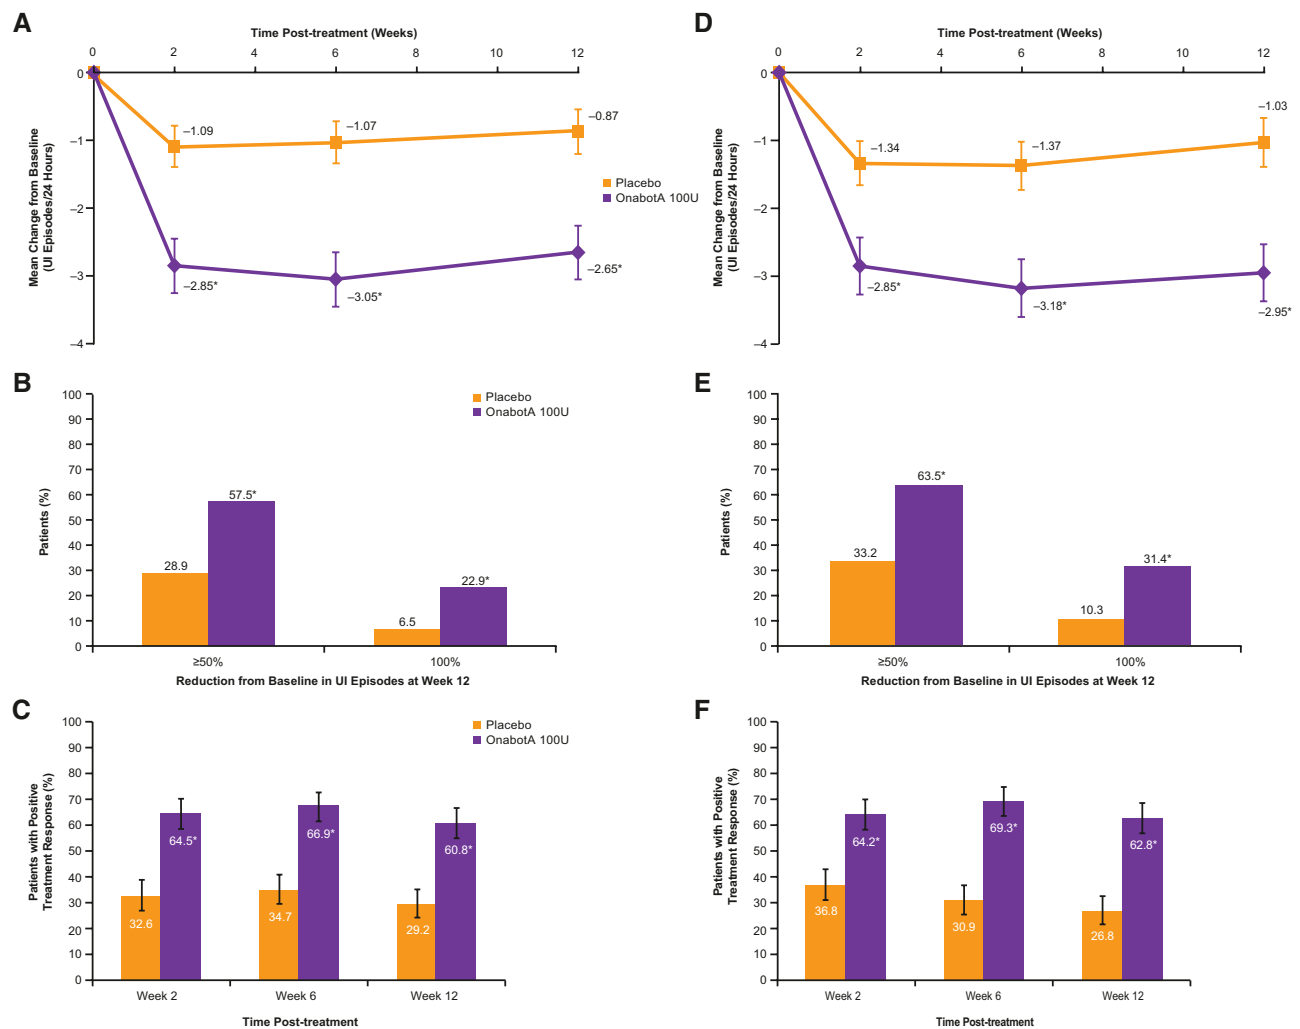 A
Time Post-treatment (Weeks)
0 2 4 6 8 10 12
0
–1
–2
–3
–4
Mean Change from Baseline
(UI Episodes/24 Hours)
–1.09
–1.07
–0.87
–2.85*
–3.05*
–2.65*
Placebo
OnabotA 100U
D
Time Post-treatment (Weeks)
0 2 4 6 8 10 12
0
–1
–2
–3
–4
Mean Change from Baseline
(UI Episodes/24 Hours)
–1.34
–1.37
–1.03
–2.85*
–3.18*
–2.95*
B
100
90
80
70
60
50
40
30
20
10
0
Patients (%)
Placebo
OnabotA 100U
28.9
57.5*
6.5
22.9*
≥50% 100%
Reduction from Baseline in UI Episodes at Week 12
E
100
90
80
70
60
50
40
30
20
10
0
Patients (%)
33.2
63.5*
10.3
31.4*
≥50% 100%
Reduction from Baseline in UI Episodes at Week 12
C
100
90
80
70
60
50
40
30
20
10
0
Patients with Positive
Treatment Response (%)
Placebo
OnabotA 100U
32.6
64.5*
34.7
66.9*
29.2
60.8*
Week 2 Week 6 Week 12
Time Post-treatment
F
100
90
80
70
60
50
40
30
20
10
0
Patients with Positive
Treatment Response (%)
36.8
64.2*
30.9
69.3*
26.8
62.8*
Week 2 Week 6 Week 12
Time Post-treatment